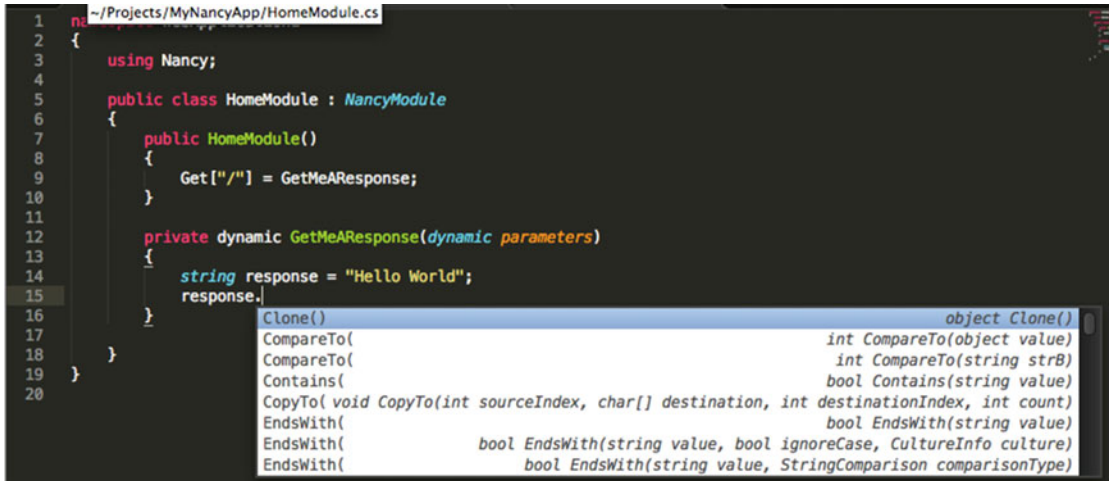 ~/Projects/MyNancyApp/HomeModule.cs
1 na
2 {
3 using Nancy;
4
5 public class HomeModule : NancyModule
6 {
7 public HomeModule()
8 {
9 Get["/"] = GetMeAResponse;
10 }
11
12 private dynamic GetMeAResponse(dynamic parameters)
13 {
14 string response = "Hello World";
15 response.
16 }
17
18 }
19 }
20
Clone() object Clone()
CompareTo( int CompareTo(object value)
CompareTo( int CompareTo(string strB)
Contains( bool Contains(string value)
CopyTo( void CopyTo(int sourceIndex, char[] destination, int destinationIndex, int count)
EndsWith( bool EndsWith(string value)
EndsWith( bool EndsWith(string value, bool ignoreCase, CultureInfo culture)
EndsWith( bool EndsWith(string value, StringComparison comparisonType)